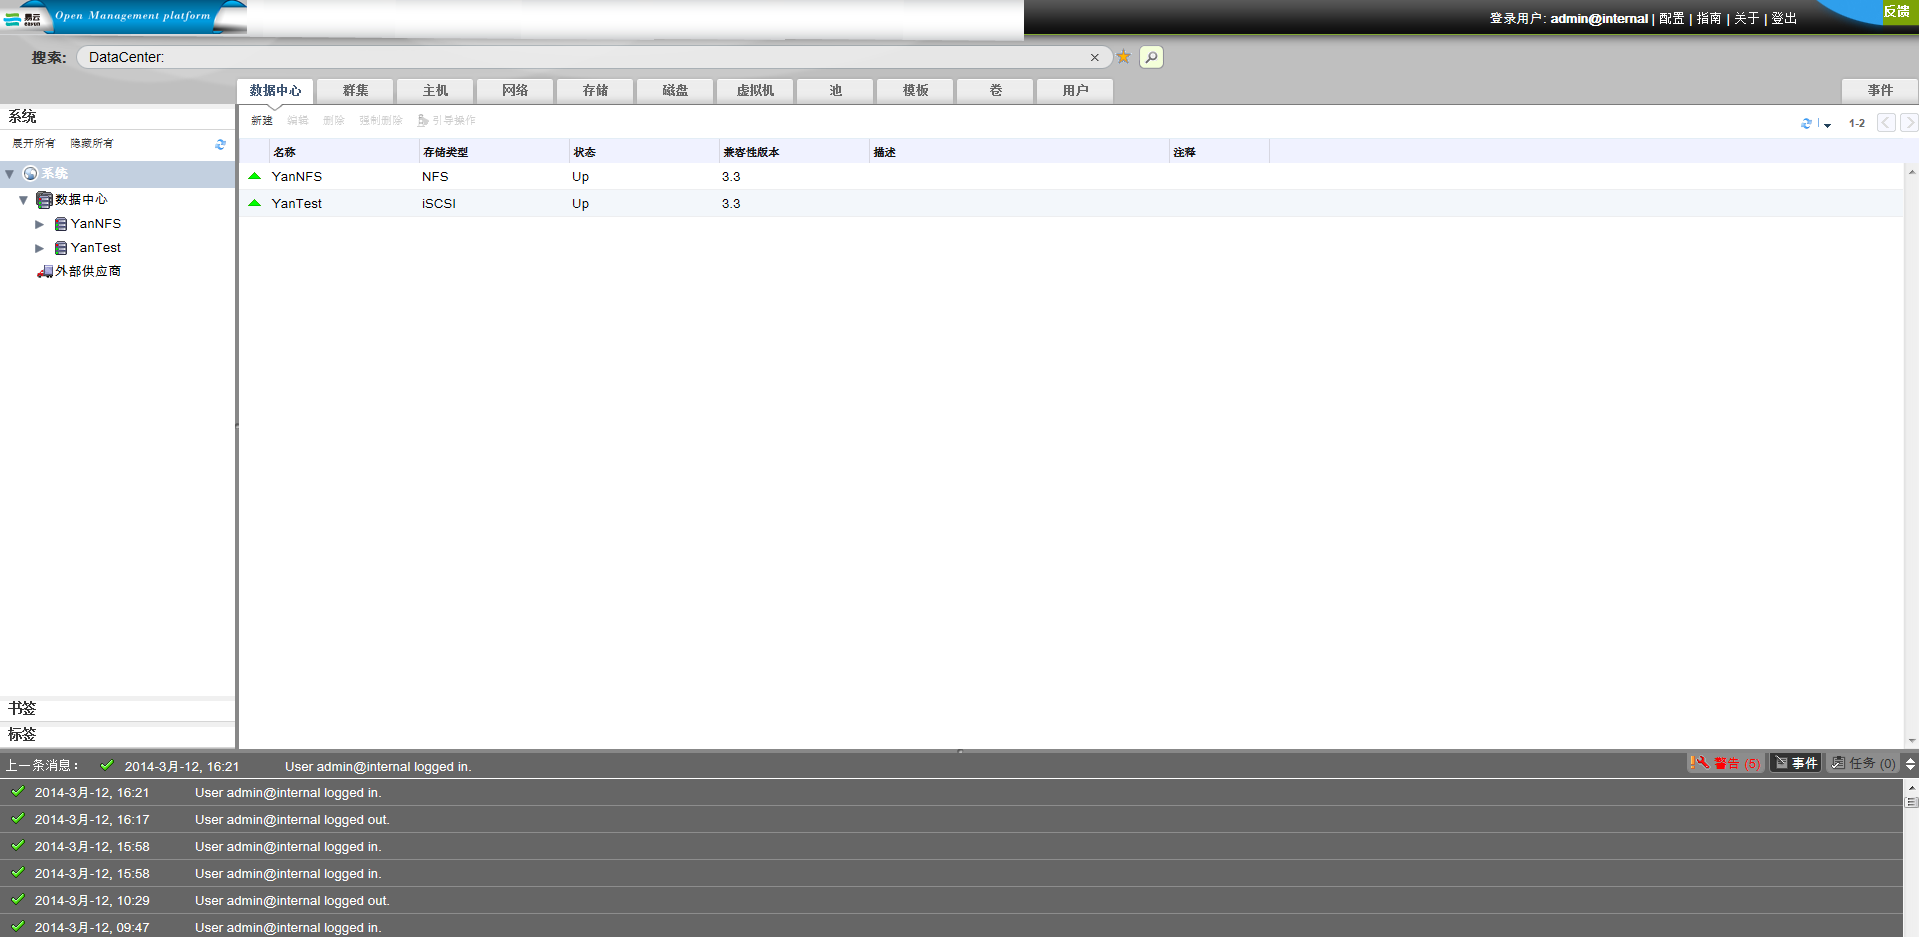 易云 Open Management platform
eayun
登录用户: admin@internal | 配置 | 指南 | 关于 | 登出
反馈
搜索: DataCenter:
数据中心 群集 主机 网络 存储 磁盘 虚拟机 池 模板 卷 用户 事件
系统
新建 编辑 删除 强制删除 引导操作 1-2
展开所有 隐藏所有
名称 存储类型 状态 兼容性版本 描述 注释
YanNFS NFS Up 3.3
YanTest iSCSI Up 3.3
系统
数据中心
YanNFS
YanTest
外部供应商
书签
标签
上一条消息: 2014-3月-12, 16:21 User admin@internal logged in. 警告 (5) 事件 任务 (0)
2014-3月-12, 16:21 User admin@internal logged in.
2014-3月-12, 16:17 User admin@internal logged out.
2014-3月-12, 15:58 User admin@internal logged in.
2014-3月-12, 15:58 User admin@internal logged in.
2014-3月-12, 10:29 User admin@internal logged out.
2014-3月-12, 09:47 User admin@internal logged in.